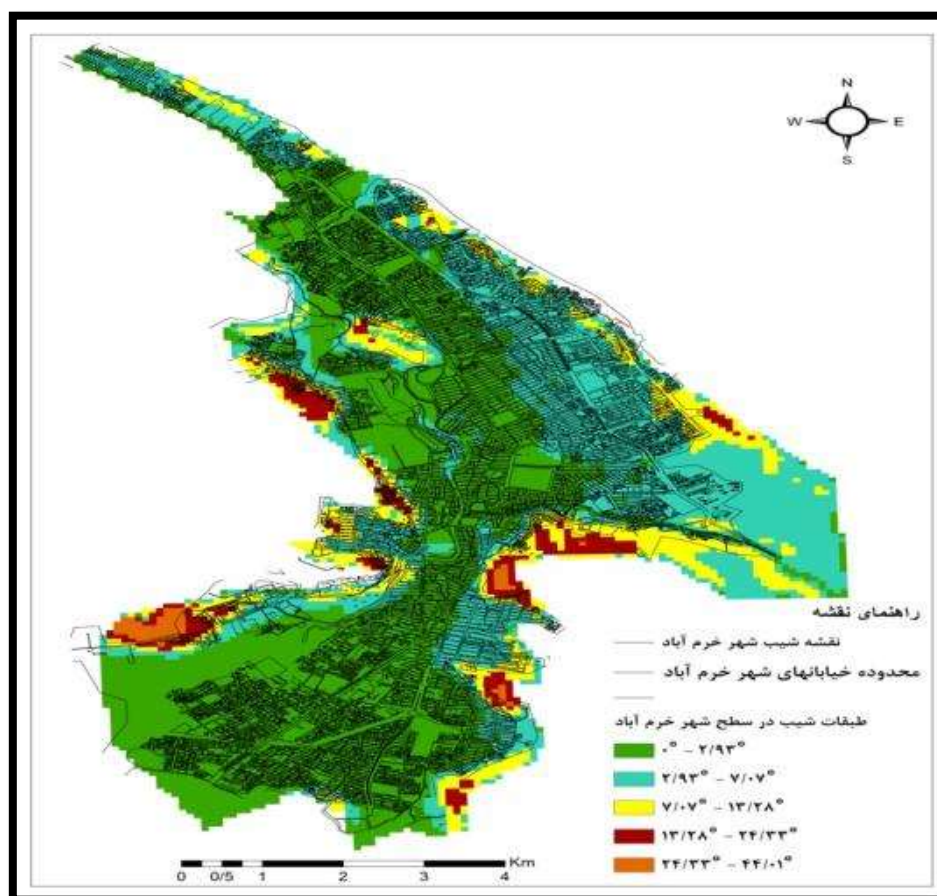 N
W E
S
راهنمای نقشه
نقشه شیب شهر خرم آباد
محدوده خیابانهای شهر خرم آباد
طبقات شیب در سطح شهر خرم آباد
۰° - ۲/۹۳°
۲/۹۳° - ۷/۰۷°
۷/۰۷° - ۱۳/۲۸°
۱۳/۲۸° - ۲۴/۳۳°
۲۴/۳۳° - ۴۴/۰۱°
Km
0 0/5 1 2 3 4